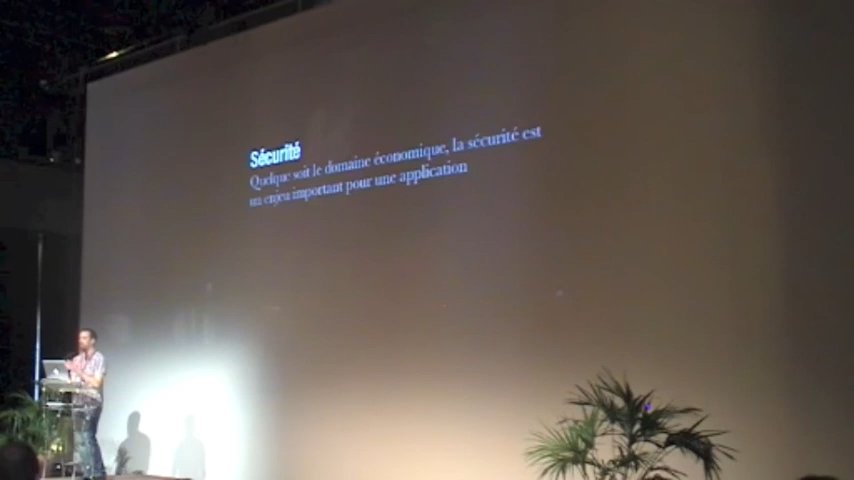 Sécurité
Quelque soit le domaine économique, la sécurité est
un enjeu important pour une application